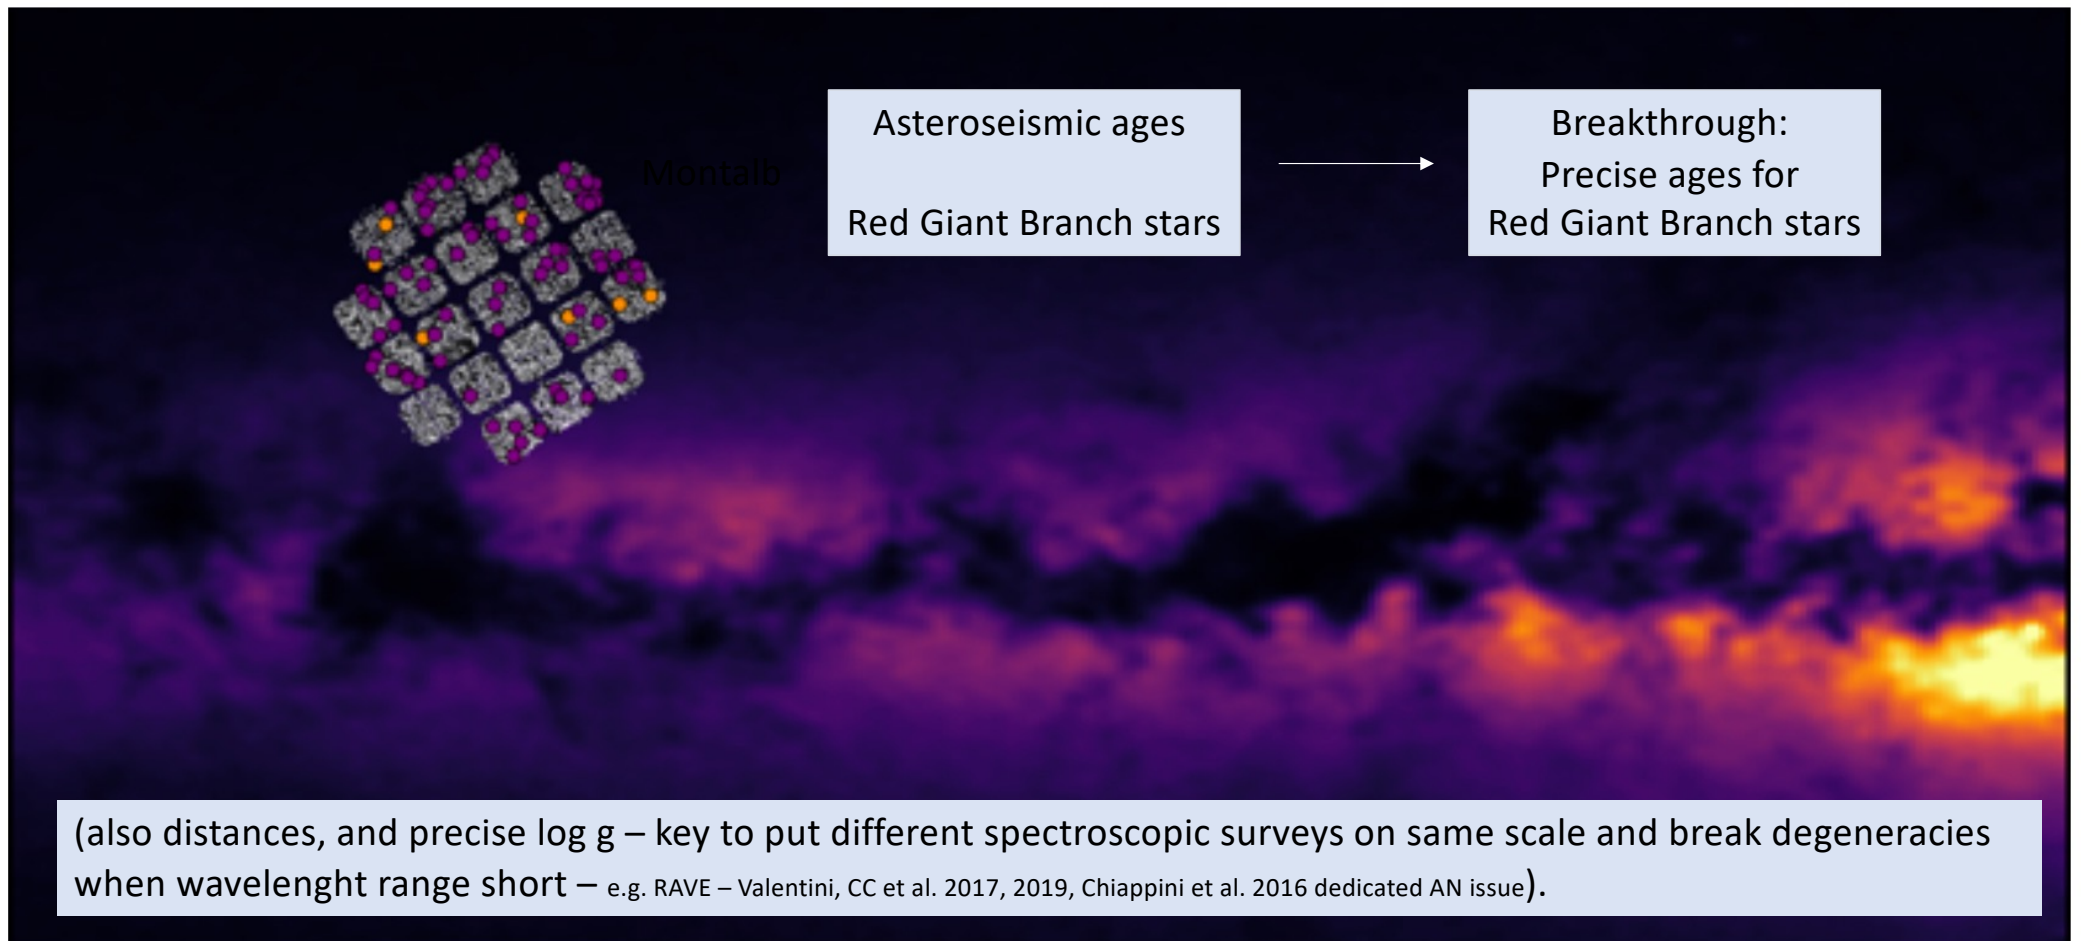 Montalb
Asteroseismic ages
Red Giant Branch stars
Breakthrough:
Precise ages for
Red Giant Branch stars
(also distances, and precise log g – key to put different spectroscopic surveys on same scale and break degeneracies
when wavelenght range short – e.g. RAVE – Valentini, CC et al. 2017, 2019, Chiappini et al. 2016 dedicated AN issue).